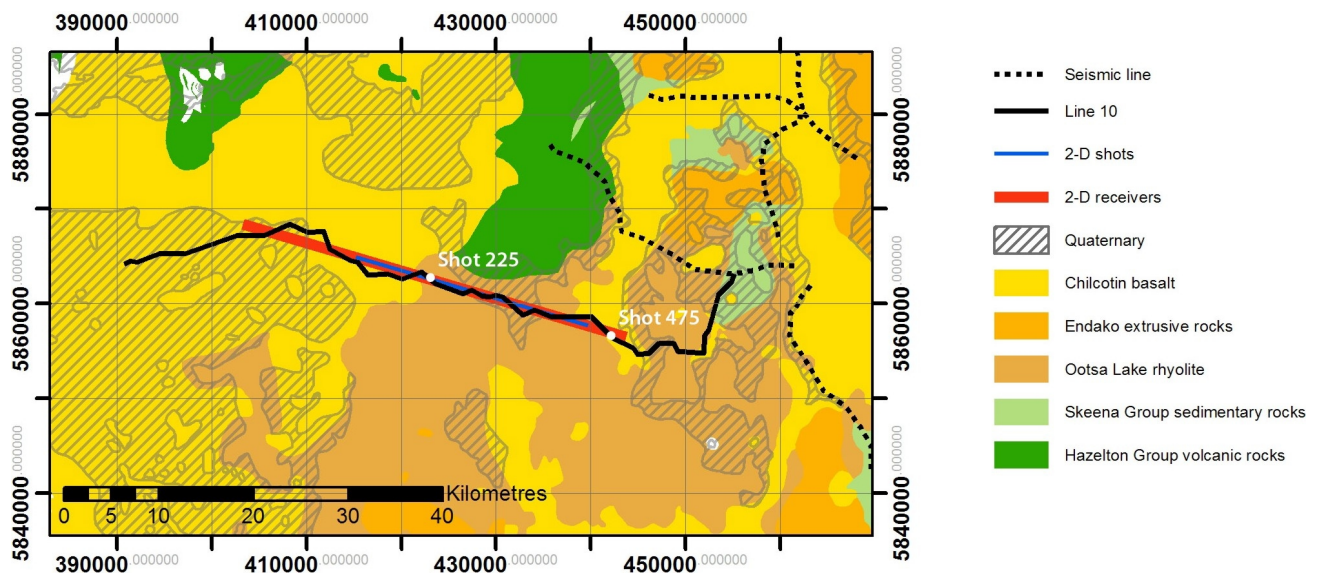 390000.000000 410000.000000 430000.000000 450000.000000
5880000.000000
5860000.000000
5840000.000000
5880000.000000
5860000.000000
5840000.000000
Shot 225
Shot 475
Kilometres
0 5 10 20 30 40
390000.000000 410000.000000 430000.000000 450000.000000
Seismic line
Line 10
2-D shots
2-D receivers
Quaternary
Chilcotin basalt
Endako extrusive rocks
Ootsa Lake rhyolite
Skeena Group sedimentary rocks
Hazelton Group volcanic rocks